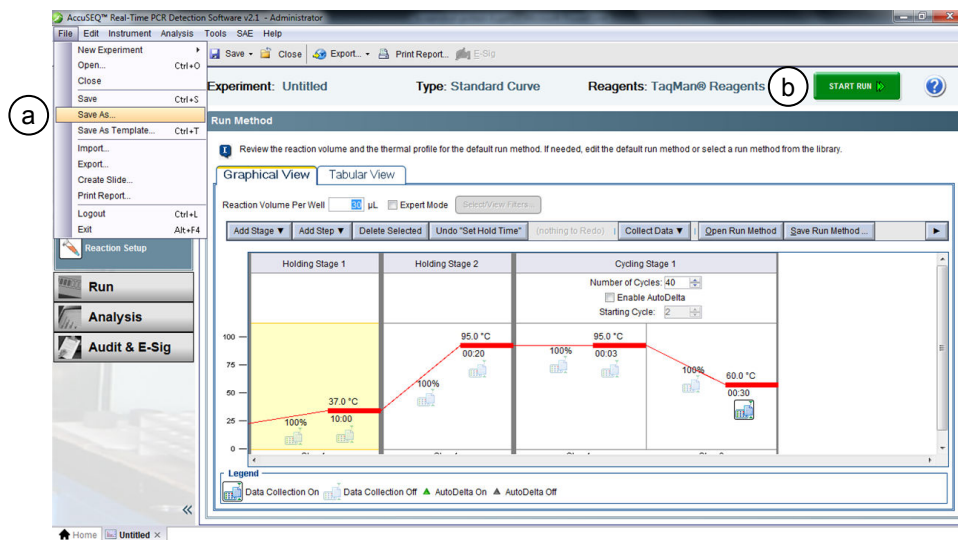 AccuSEQ™ Real-Time PCR Detection Software v2.1 - Administrator
File Edit Instrument Analysis Tools SAE Help
New Experiment
Open... Ctrl+O
Close
Save Ctrl+S
Save As...
Save As Template... Ctrl+T
Import...
Export...
Create Slide...
Print Report...
Logout Ctrl+L
Exit Alt+F4
a
Save Close Export... Print Report... E-Sig
Experiment: Untitled Type: Standard Curve Reagents: TaqMan® Reagents
b
START RUN
?
Run Method
Review the reaction volume and the thermal profile for the default run method. If needed, edit the default run method or select a run method from the library.
Graphical View Tabular View
Reaction Volume Per Well 30 µL Expert Mode Select/View Filters...
Add Stage ▼ Add Step ▼ Delete Selected Undo "Set Hold Time" (nothing to Redo) Collect Data ▼ Open Run Method Save Run Method ...
Reaction Setup
Run
Analysis
Audit & E-Sig
Holding Stage 1 Holding Stage 2 Cycling Stage 1
Number of Cycles: 40
Enable AutoDelta
Starting Cycle: 2
100
75
50
25
0
100%
37.0 °C
10:00
100%
95.0 °C
00:20
100%
95.0 °C
00:03
100%
60.0 °C
00:30
Legend
Data Collection On Data Collection Off AutoDelta On AutoDelta Off
Home Untitled